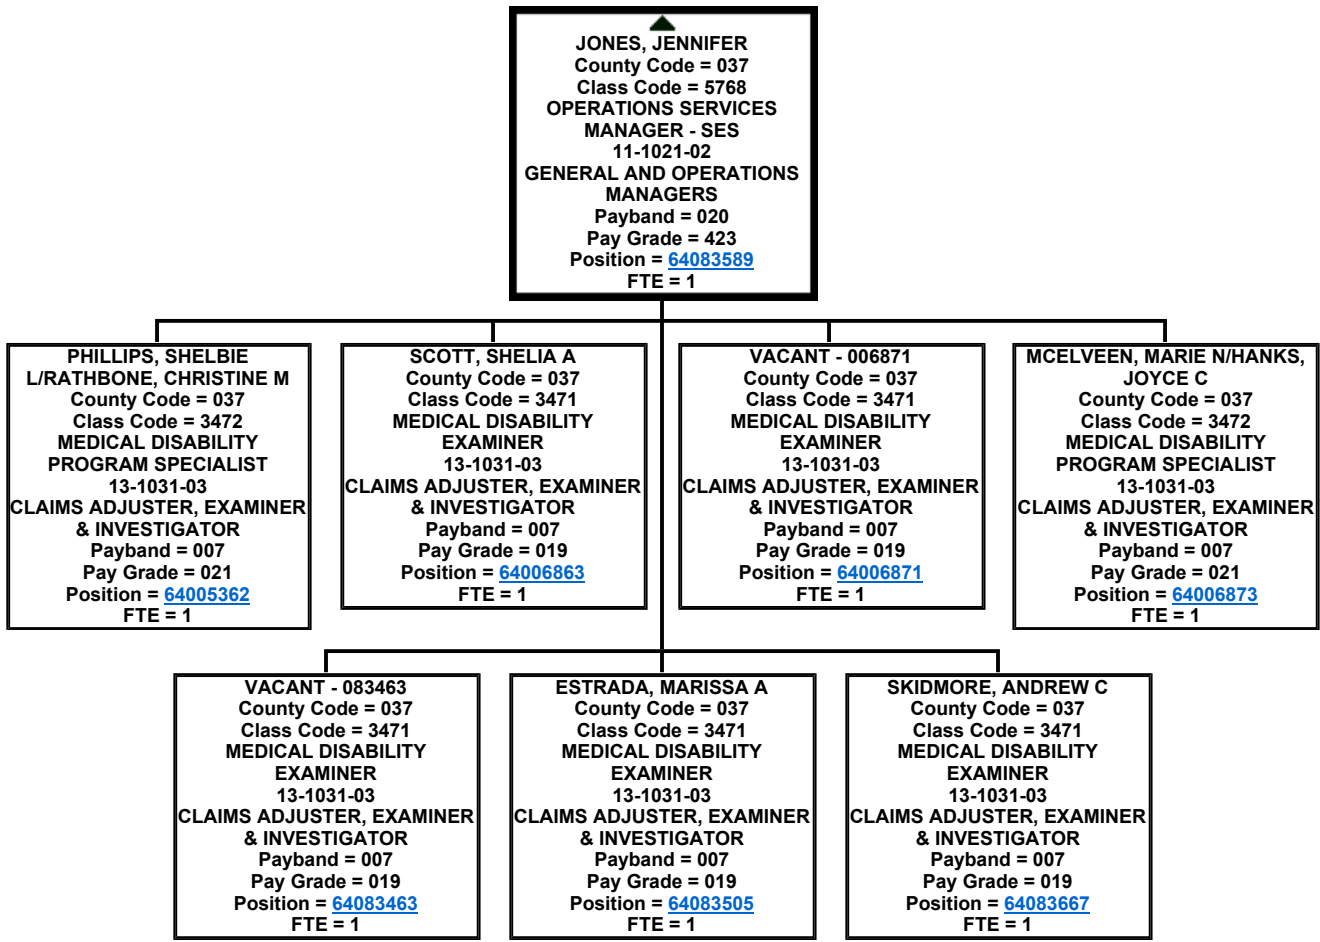 JONES, JENNIFER
County Code = 037
Class Code = 5768
OPERATIONS SERVICES
MANAGER - SES
11-1021-02
GENERAL AND OPERATIONS
MANAGERS
Payband = 020
Pay Grade = 423
Position = 64083589
FTE = 1
PHILLIPS, SHELBIE
L/RATHBONE, CHRISTINE M
County Code = 037
Class Code = 3472
MEDICAL DISABILITY
PROGRAM SPECIALIST
13-1031-03
CLAIMS ADJUSTER, EXAMINER
& INVESTIGATOR
Payband = 007
Pay Grade = 021
Position = 64005362
FTE = 1
SCOTT, SHELIA A
County Code = 037
Class Code = 3471
MEDICAL DISABILITY
EXAMINER
13-1031-03
CLAIMS ADJUSTER, EXAMINER
& INVESTIGATOR
Payband = 007
Pay Grade = 019
Position = 64006863
FTE = 1
VACANT - 006871
County Code = 037
Class Code = 3471
MEDICAL DISABILITY
EXAMINER
13-1031-03
CLAIMS ADJUSTER, EXAMINER
& INVESTIGATOR
Payband = 007
Pay Grade = 019
Position = 64006871
FTE = 1
MCELVEEN, MARIE N/HANKS,
JOYCE C
County Code = 037
Class Code = 3472
MEDICAL DISABILITY
PROGRAM SPECIALIST
13-1031-03
CLAIMS ADJUSTER, EXAMINER
& INVESTIGATOR
Payband = 007
Pay Grade = 021
Position = 64006873
FTE = 1
VACANT - 083463
County Code = 037
Class Code = 3471
MEDICAL DISABILITY
EXAMINER
13-1031-03
CLAIMS ADJUSTER, EXAMINER
& INVESTIGATOR
Payband = 007
Pay Grade = 019
Position = 64083463
FTE = 1
ESTRADA, MARISSA A
County Code = 037
Class Code = 3471
MEDICAL DISABILITY
EXAMINER
13-1031-03
CLAIMS ADJUSTER, EXAMINER
& INVESTIGATOR
Payband = 007
Pay Grade = 019
Position = 64083505
FTE = 1
SKIDMORE, ANDREW C
County Code = 037
Class Code = 3471
MEDICAL DISABILITY
EXAMINER
13-1031-03
CLAIMS ADJUSTER, EXAMINER
& INVESTIGATOR
Payband = 007
Pay Grade = 019
Position = 64083667
FTE = 1